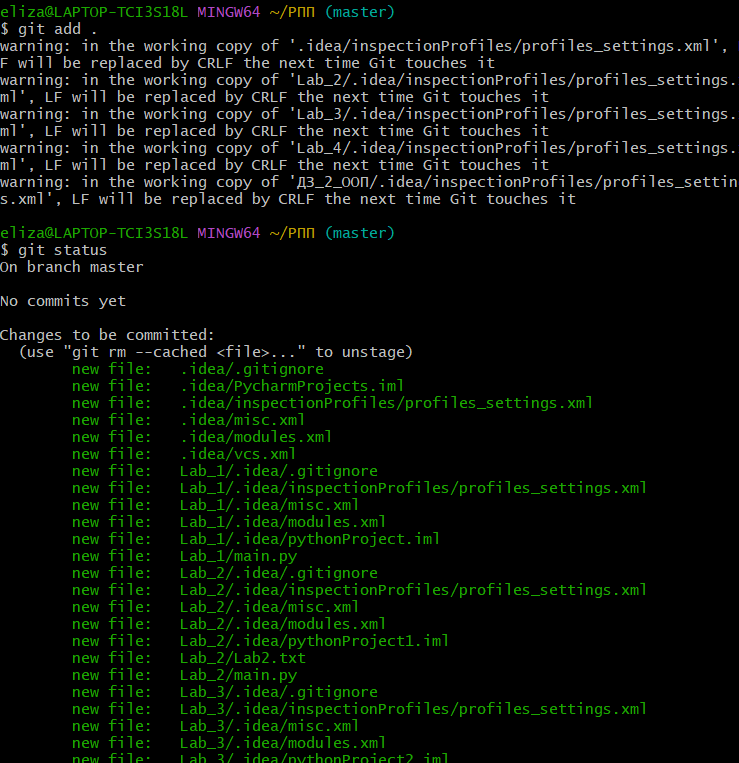 eliza@LAPTOP-TCI3S18L MINGW64 ~/РПП (master)
$ git add .
warning: in the working copy of '.idea/inspectionProfiles/profiles_settings.xml',
F will be replaced by CRLF the next time Git touches it
warning: in the working copy of 'Lab_2/.idea/inspectionProfiles/profiles_settings.
ml', LF will be replaced by CRLF the next time Git touches it
warning: in the working copy of 'Lab_3/.idea/inspectionProfiles/profiles_settings.
ml', LF will be replaced by CRLF the next time Git touches it
warning: in the working copy of 'Lab_4/.idea/inspectionProfiles/profiles_settings.
ml', LF will be replaced by CRLF the next time Git touches it
warning: in the working copy of 'ДЗ_2_ООП/.idea/inspectionProfiles/profiles_settin
s.xml', LF will be replaced by CRLF the next time Git touches it
eliza@LAPTOP-TCI3S18L MINGW64 ~/РПП (master)
$ git status
On branch master
No commits yet
Changes to be committed:
(use "git rm --cached <file>..." to unstage)
new file: .idea/.gitignore
new file: .idea/PycharmProjects.iml
new file: .idea/inspectionProfiles/profiles_settings.xml
new file: .idea/misc.xml
new file: .idea/modules.xml
new file: .idea/vcs.xml
new file: Lab_1/.idea/.gitignore
new file: Lab_1/.idea/inspectionProfiles/profiles_settings.xml
new file: Lab_1/.idea/misc.xml
new file: Lab_1/.idea/modules.xml
new file: Lab_1/.idea/pythonProject.iml
new file: Lab_1/main.py
new file: Lab_2/.idea/.gitignore
new file: Lab_2/.idea/inspectionProfiles/profiles_settings.xml
new file: Lab_2/.idea/misc.xml
new file: Lab_2/.idea/modules.xml
new file: Lab_2/.idea/pythonProject1.iml
new file: Lab_2/Lab2.txt
new file: Lab_2/main.py
new file: Lab_3/.idea/.gitignore
new file: Lab_3/.idea/inspectionProfiles/profiles_settings.xml
new file: Lab_3/.idea/misc.xml
new file: Lab_3/.idea/modules.xml
new file: Lab_3/.idea/pythonProject2.iml